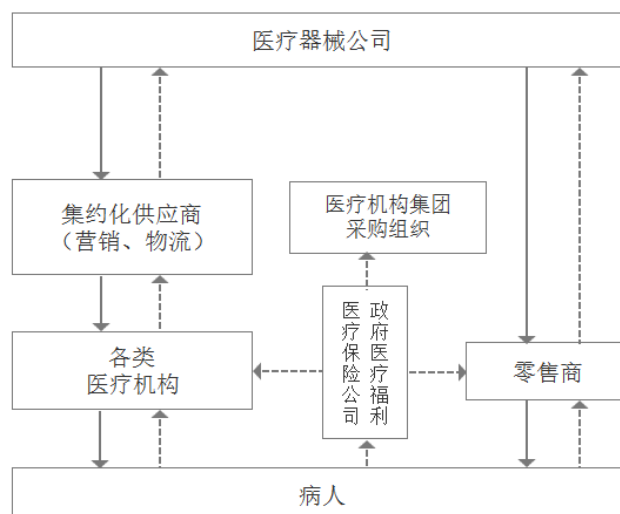 医疗器械公司
集约化供应商
（营销、物流）
医疗机构集团
采购组织
政府医疗福利
医疗保险公司
各类
医疗机构
零售商
病人